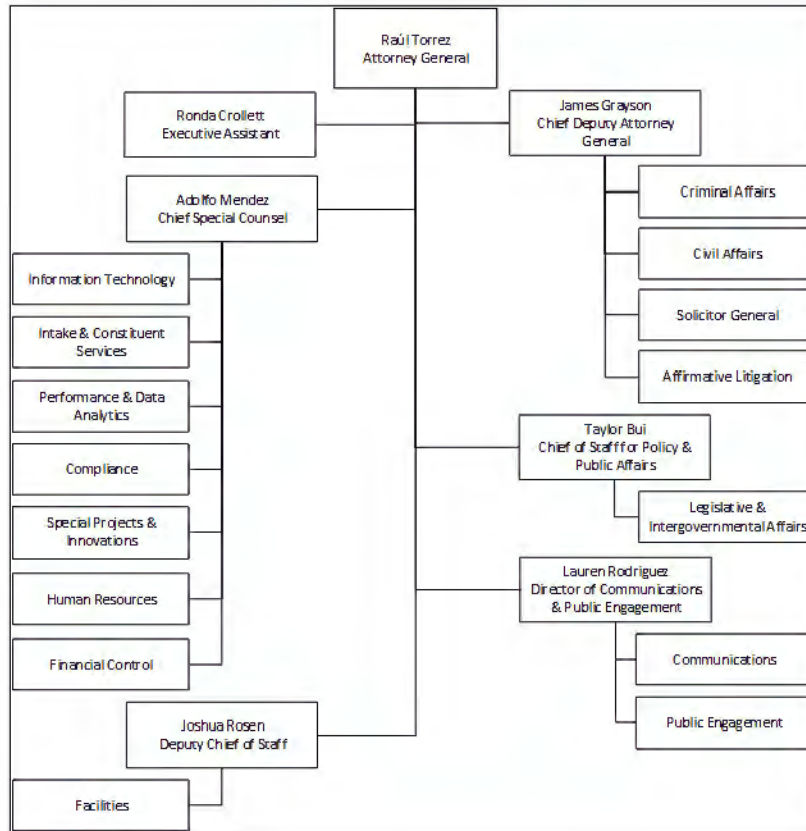 Raúl Torrez
Attorney General
Ronda Crollett
Executive Assistant
James Grayson
Chief Deputy Attorney
General
Adolfo Mendez
Chief Special Counsel
Criminal Affairs
Civil Affairs
Solicitor General
Affirmative Litigation
Information Technology
Intake & Constituent
Services
Performance & Data
Analytics
Compliance
Special Projects &
Innovations
Human Resources
Financial Control
Taylor Bui
Chief of Staff for Policy &
Public Affairs
Legislative &
Intergovernmental Affairs
Lauren Rodriguez
Director of Communications
& Public Engagement
Communications
Public Engagement
Joshua Rosen
Deputy Chief of Staff
Facilities